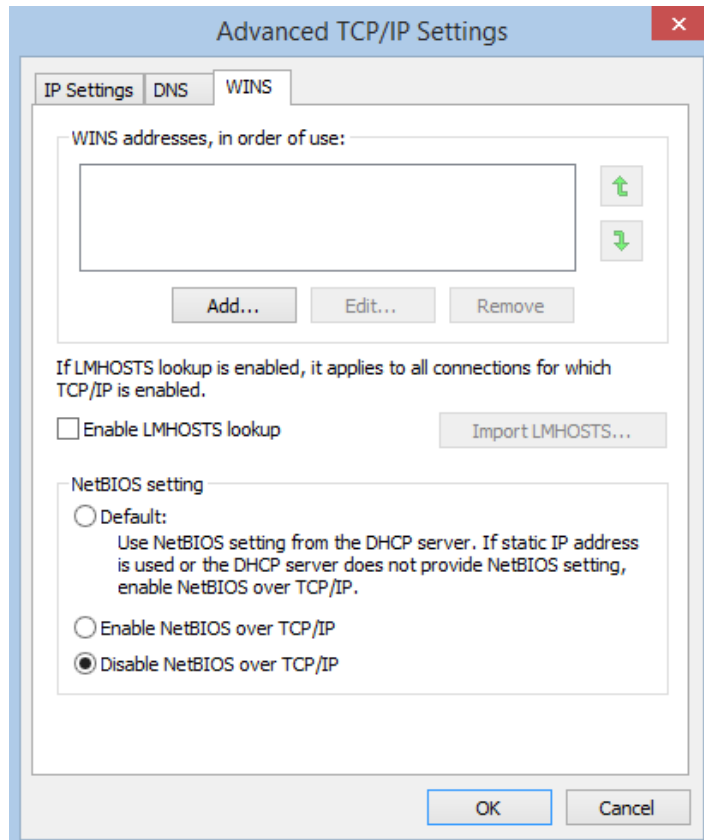 Advanced TCP/IP Settings
IP Settings DNS WINS
WINS addresses, in order of use:
Add... Edit... Remove
If LMHOSTS lookup is enabled, it applies to all connections for which
TCP/IP is enabled.
Enable LMHOSTS lookup Import LMHOSTS...
NetBIOS setting
Default:
Use NetBIOS setting from the DHCP server. If static IP address
is used or the DHCP server does not provide NetBIOS setting,
enable NetBIOS over TCP/IP.
Enable NetBIOS over TCP/IP
Disable NetBIOS over TCP/IP
OK Cancel